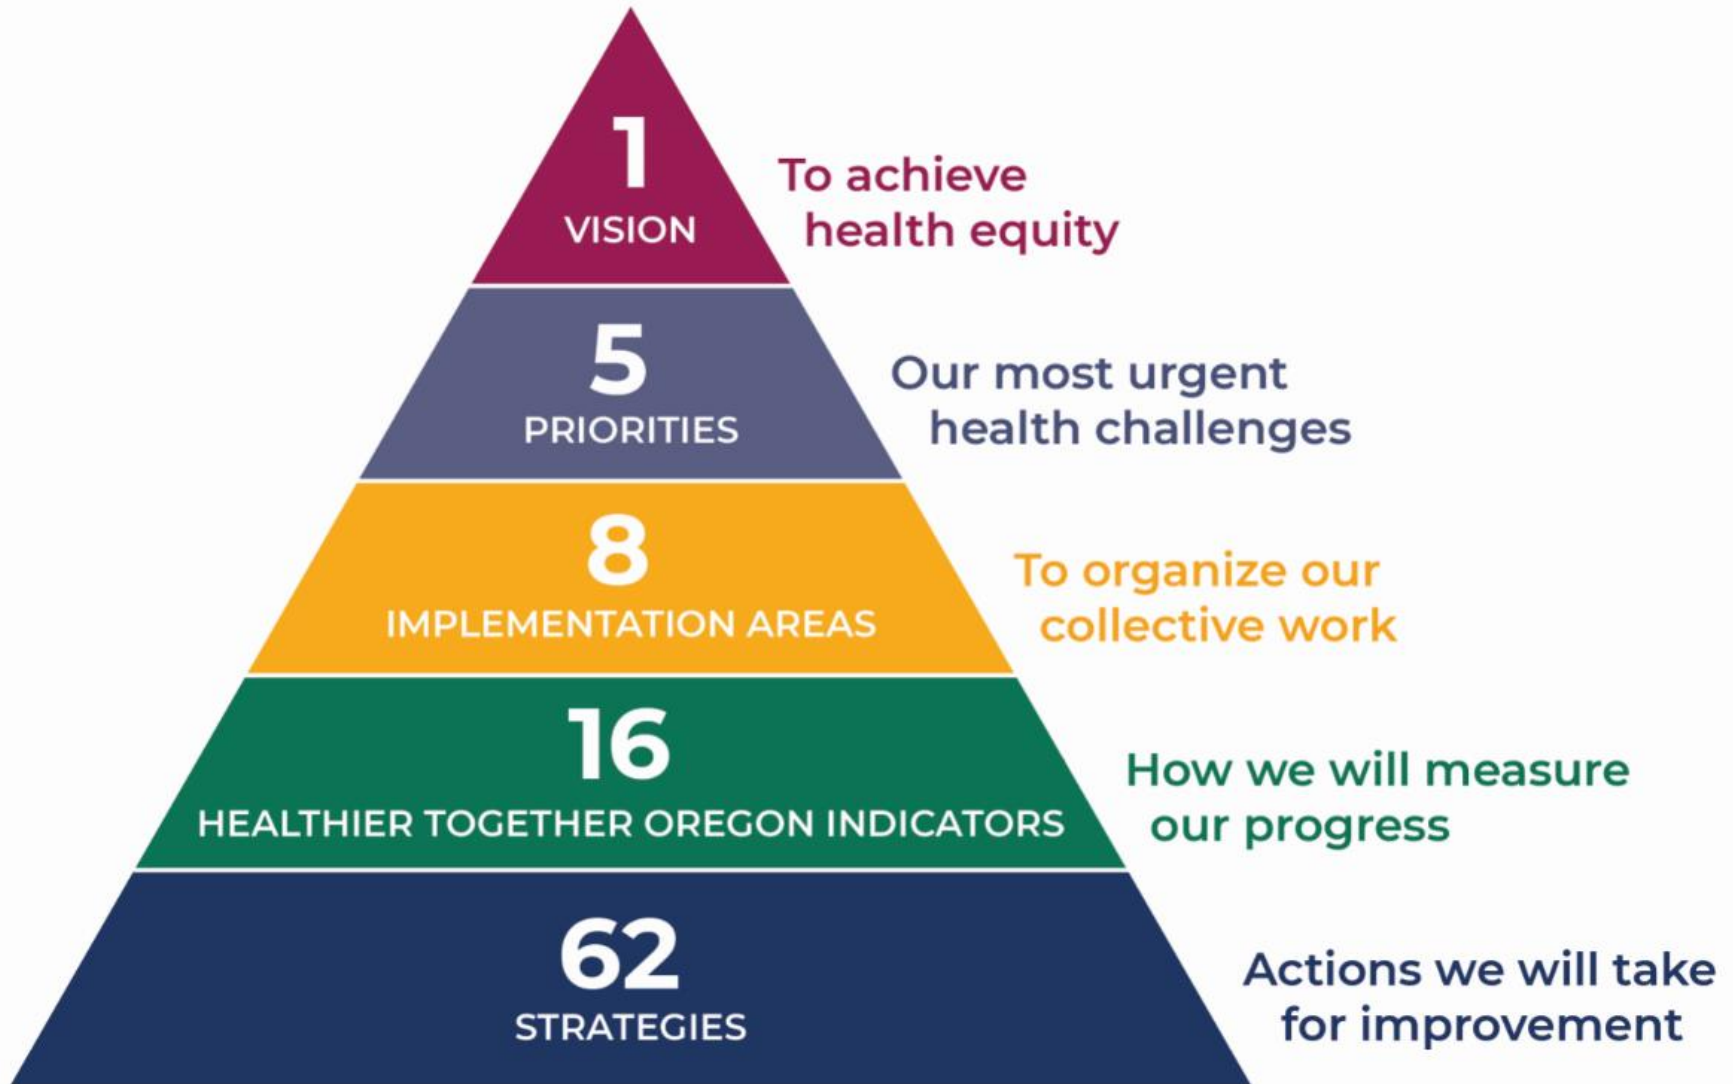 1
VISION
To achieve
health equity
5
PRIORITIES
Our most urgent
health challenges
8
IMPLEMENTATION AREAS
To organize our
collective work
16
HEALTHIER TOGETHER OREGON INDICATORS
How we will measure
our progress
62
STRATEGIES
Actions we will take
for improvement